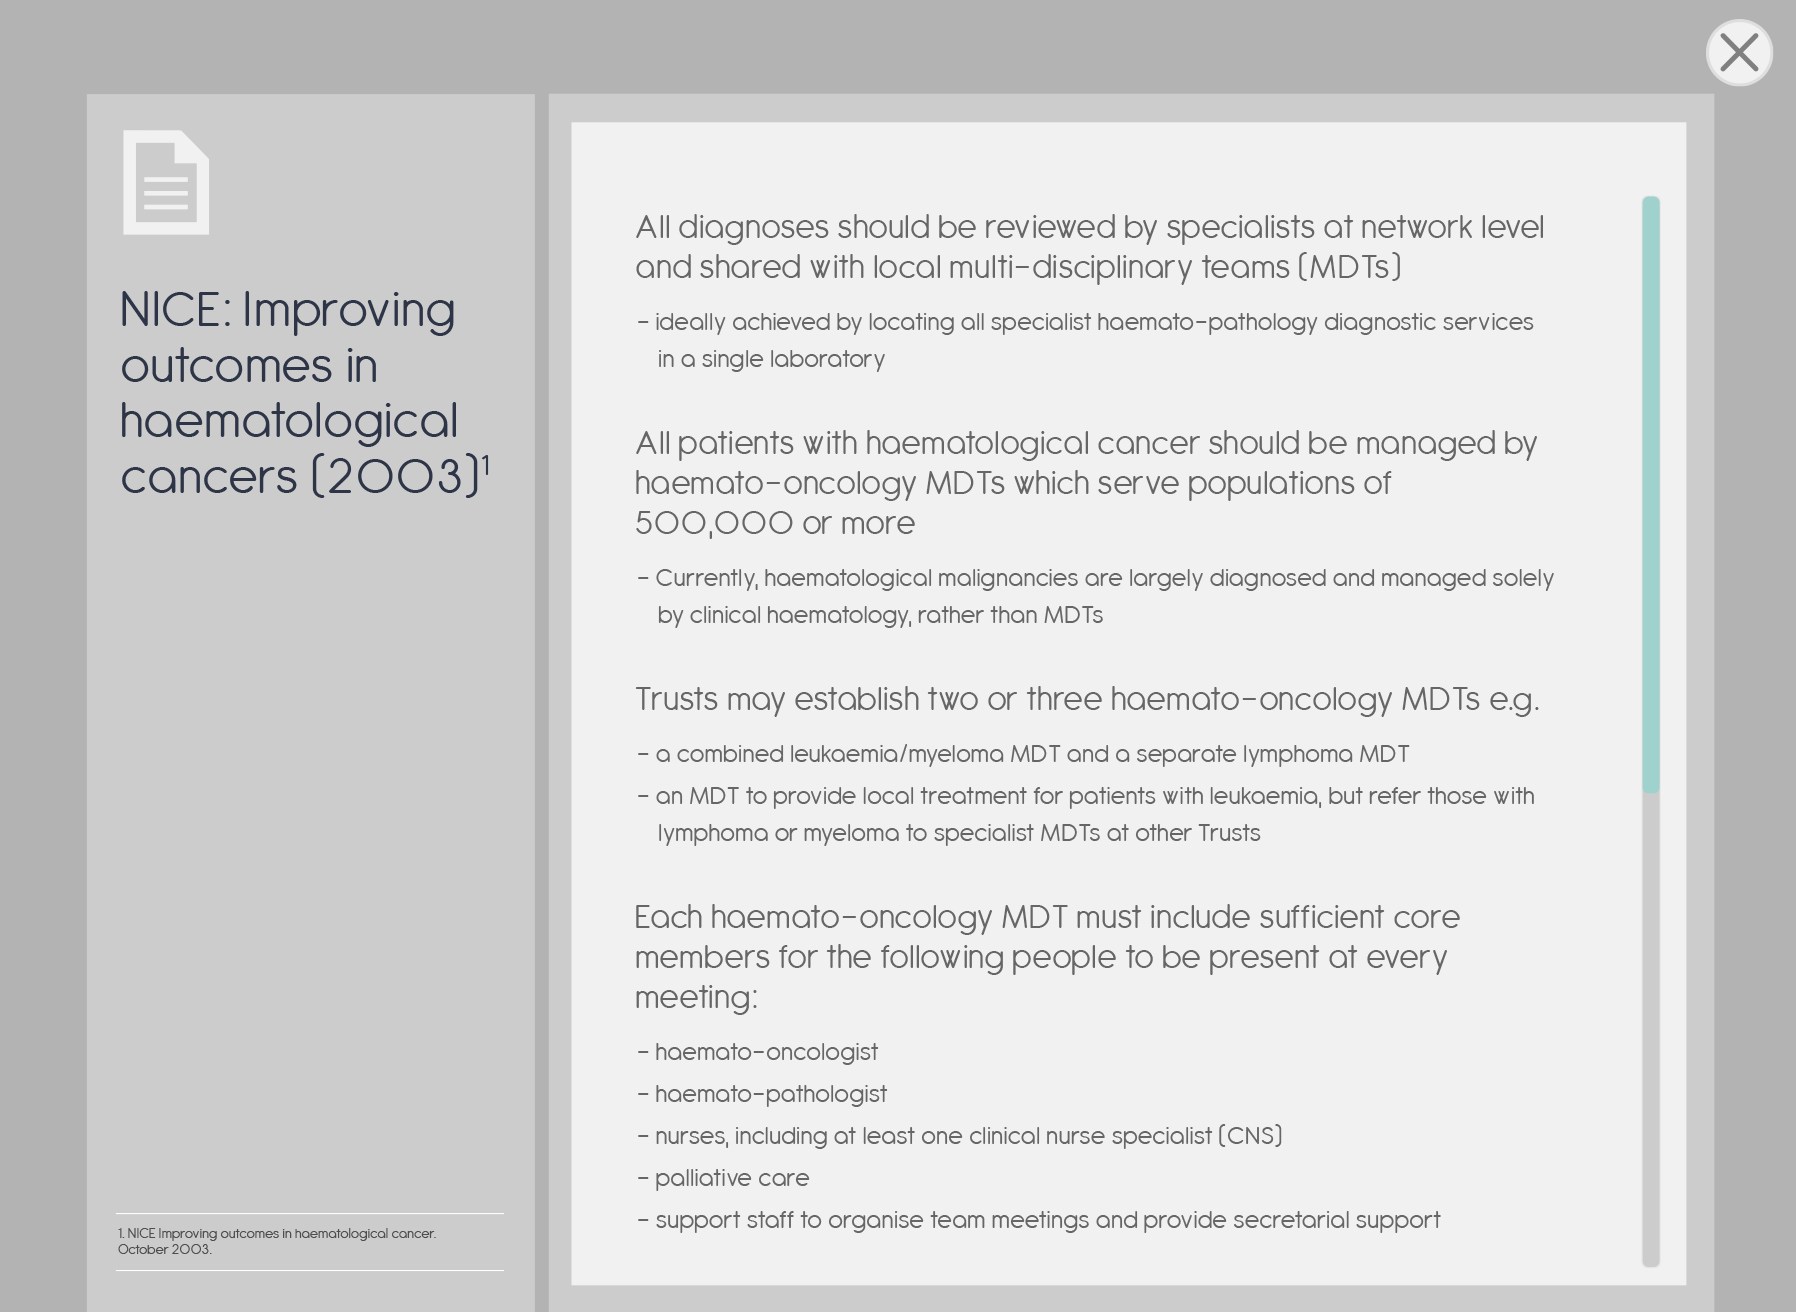 NICE: Improving
outcomes in
haematological
cancers (2003)¹
1. NICE Improving outcomes in haematological cancer.
October 2003.
All diagnoses should be reviewed by specialists at network level
and shared with local multi-disciplinary teams (MDTs)
- ideally achieved by locating all specialist haemato-pathology diagnostic services
in a single laboratory
All patients with haematological cancer should be managed by
haemato-oncology MDTs which serve populations of
500,000 or more
- Currently, haematological malignancies are largely diagnosed and managed solely
by clinical haematology, rather than MDTs
Trusts may establish two or three haemato-oncology MDTs e.g.
- a combined leukaemia/myeloma MDT and a separate lymphoma MDT
- an MDT to provide local treatment for patients with leukaemia, but refer those with
lymphoma or myeloma to specialist MDTs at other Trusts
Each haemato-oncology MDT must include sufficient core
members for the following people to be present at every
meeting:
- haemato-oncologist
- haemato-pathologist
- nurses, including at least one clinical nurse specialist (CNS)
- palliative care
- support staff to organise team meetings and provide secretarial support